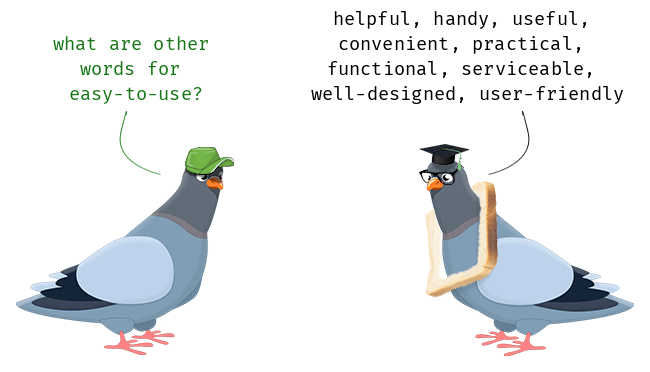 what are other
words for
easy-to-use?
helpful, handy, useful,
convenient, practical,
functional, serviceable,
well-designed, user-friendly